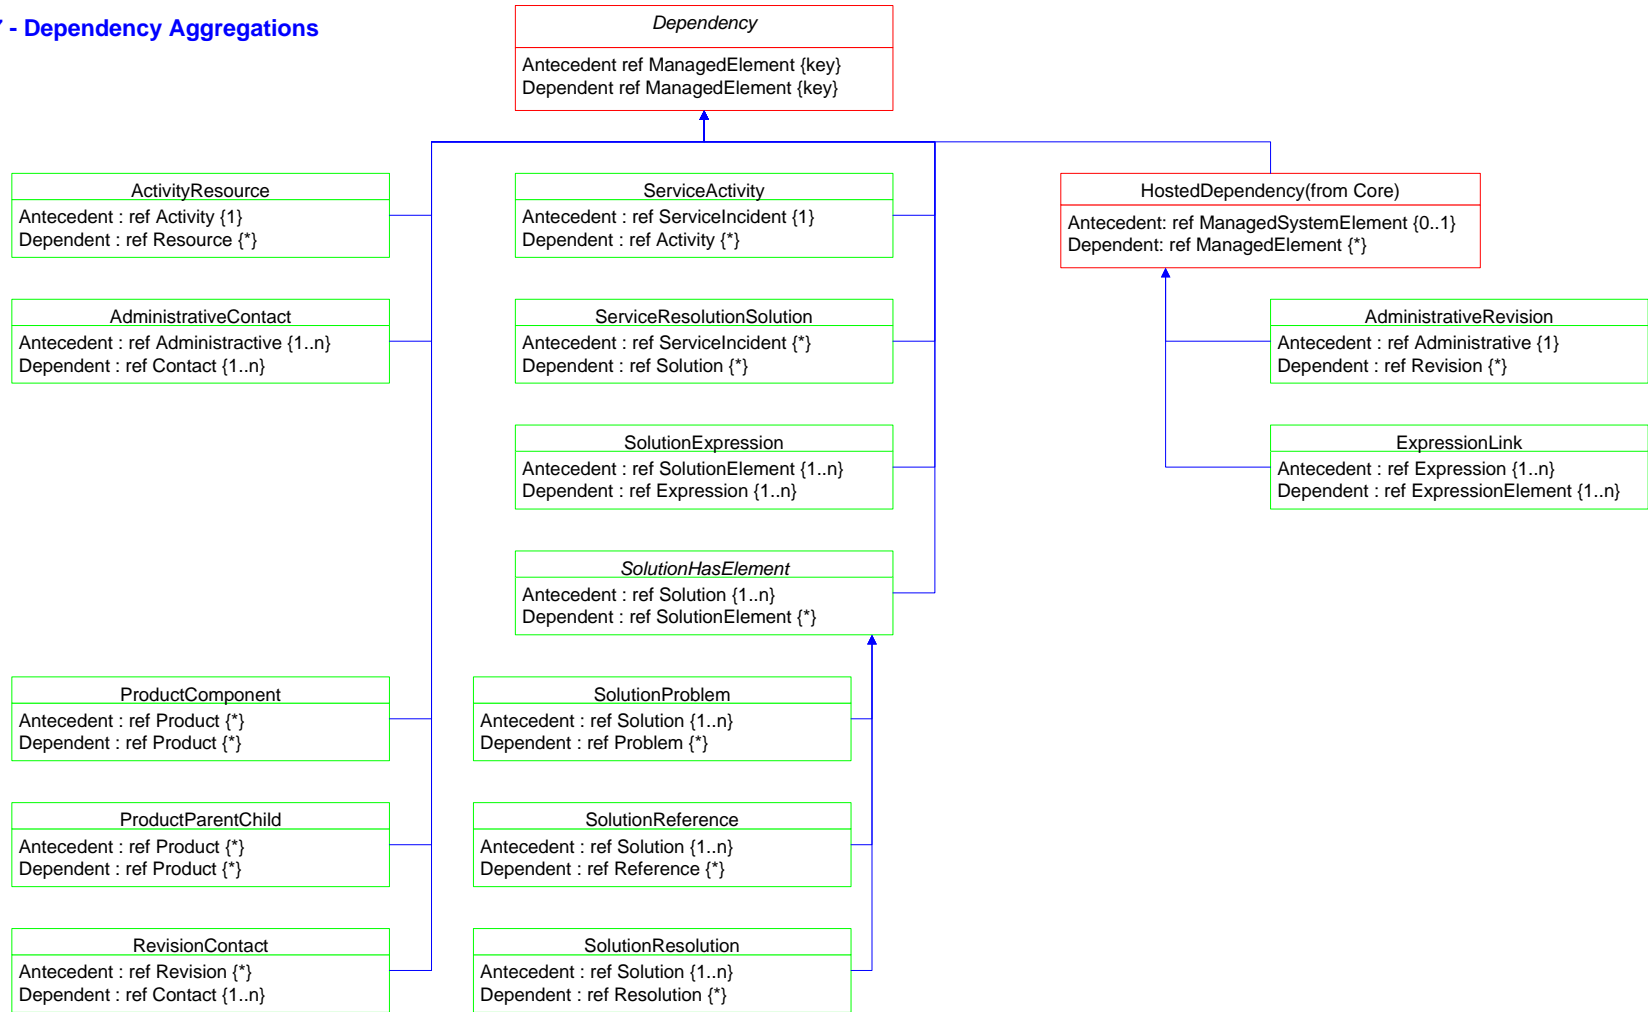 - Dependency Aggregations
Dependency
Antecedent ref ManagedElement {key}
Dependent ref ManagedElement {key}
ActivityResource
Antecedent : ref Activity {1}
Dependent : ref Resource {*}
ServiceActivity
Antecedent : ref ServiceIncident {1}
Dependent : ref Activity {*}
HostedDependency(from Core)
Antecedent: ref ManagedSystemElement {0..1}
Dependent: ref ManagedElement {*}
AdministrativeContact
Antecedent : ref Administractive {1..n}
Dependent : ref Contact {1..n}
ServiceResolutionSolution
Antecedent : ref ServiceIncident {*}
Dependent : ref Solution {*}
AdministrativeRevision
Antecedent : ref Administrative {1}
Dependent : ref Revision {*}
SolutionExpression
Antecedent : ref SolutionElement {1..n}
Dependent : ref Expression {1..n}
ExpressionLink
Antecedent : ref Expression {1..n}
Dependent : ref ExpressionElement {1..n}
SolutionHasElement
Antecedent : ref Solution {1..n}
Dependent : ref SolutionElement {*}
ProductComponent
Antecedent : ref Product {*}
Dependent : ref Product {*}
SolutionProblem
Antecedent : ref Solution {1..n}
Dependent : ref Problem {*}
ProductParentChild
Antecedent : ref Product {*}
Dependent : ref Product {*}
SolutionReference
Antecedent : ref Solution {1..n}
Dependent : ref Reference {*}
RevisionContact
Antecedent : ref Revision {*}
Dependent : ref Contact {1..n}
SolutionResolution
Antecedent : ref Solution {1..n}
Dependent : ref Resolution {*}